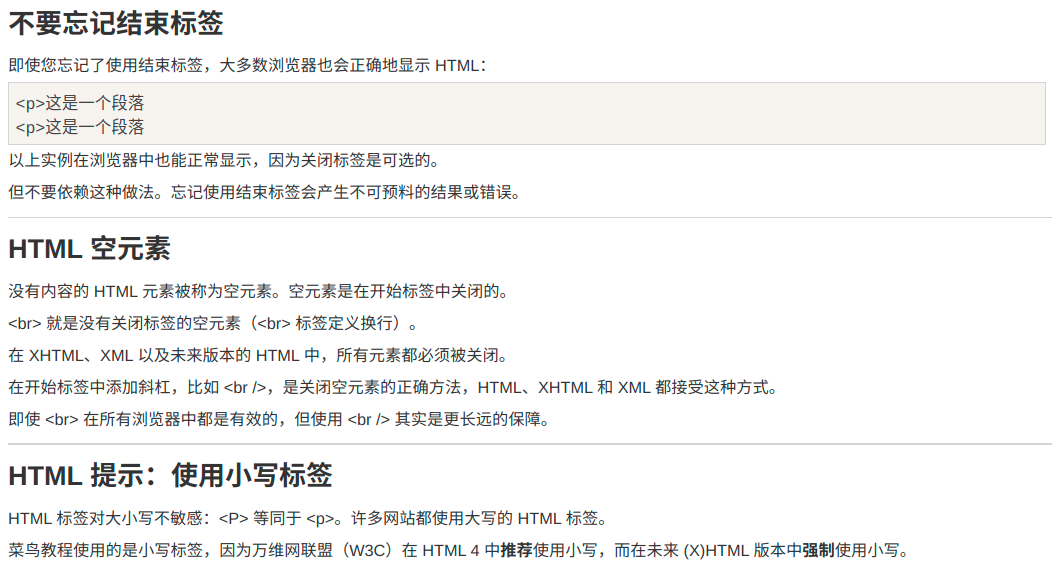 不要忘记结束标签
即使您忘记了使用结束标签，大多数浏览器也会正确地显示 HTML：
<p>这是一个段落
<p>这是一个段落
以上实例在浏览器中也能正常显示，因为关闭标签是可选的。
但不要依赖这种做法。忘记使用结束标签会产生不可预料的结果或错误。
HTML 空元素
没有内容的 HTML 元素被称为空元素。空元素是在开始标签中关闭的。
<br> 就是没有关闭标签的空元素（<br> 标签定义换行）。
在 XHTML、XML 以及未来版本的 HTML 中，所有元素都必须被关闭。
在开始标签中添加斜杠，比如 <br />，是关闭空元素的正确方法，HTML、XHTML 和 XML 都接受这种方式。
即使 <br> 在所有浏览器中都是有效的，但使用 <br /> 其实是更长远的保障。
HTML 提示：使用小写标签
HTML 标签对大小写不敏感：<P> 等同于 <p>。许多网站都使用大写的 HTML 标签。
菜鸟教程使用的是小写标签，因为万维网联盟（W3C）在 HTML 4 中推荐使用小写，而在未来 (X)HTML 版本中强制使用小写。